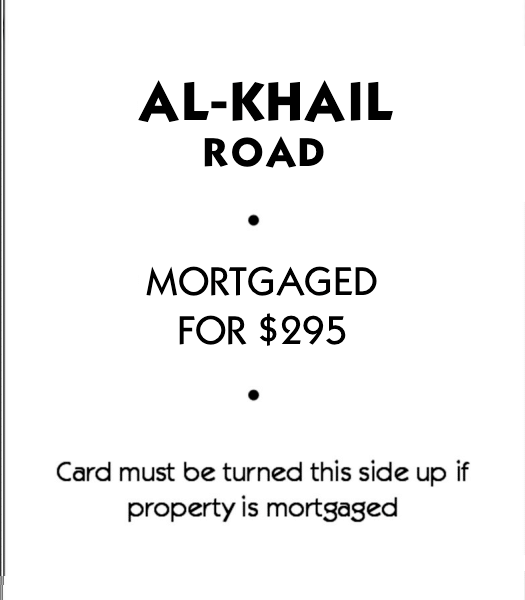 AL-KHAIL
ROAD
•
MORTGAGED
FOR $295
•
Card must be turned this side up if
property is mortgaged